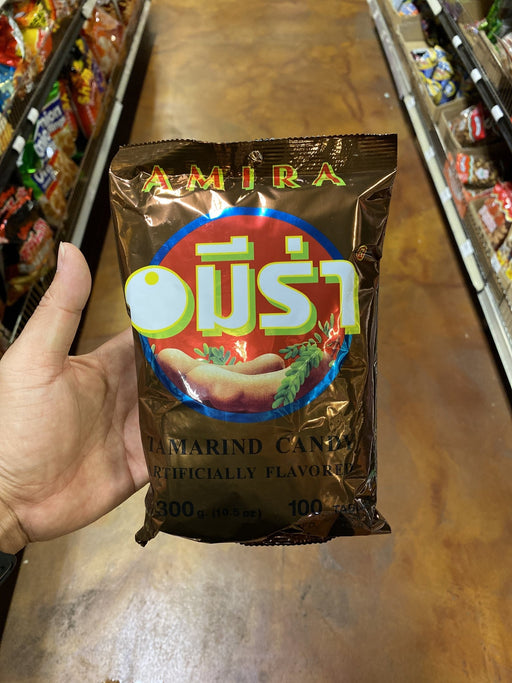 AMIRA
อมีร่า
TAMARIND CANDY
ARTIFICIALLY FLAVORED
300 g. (10.5 oz) 100